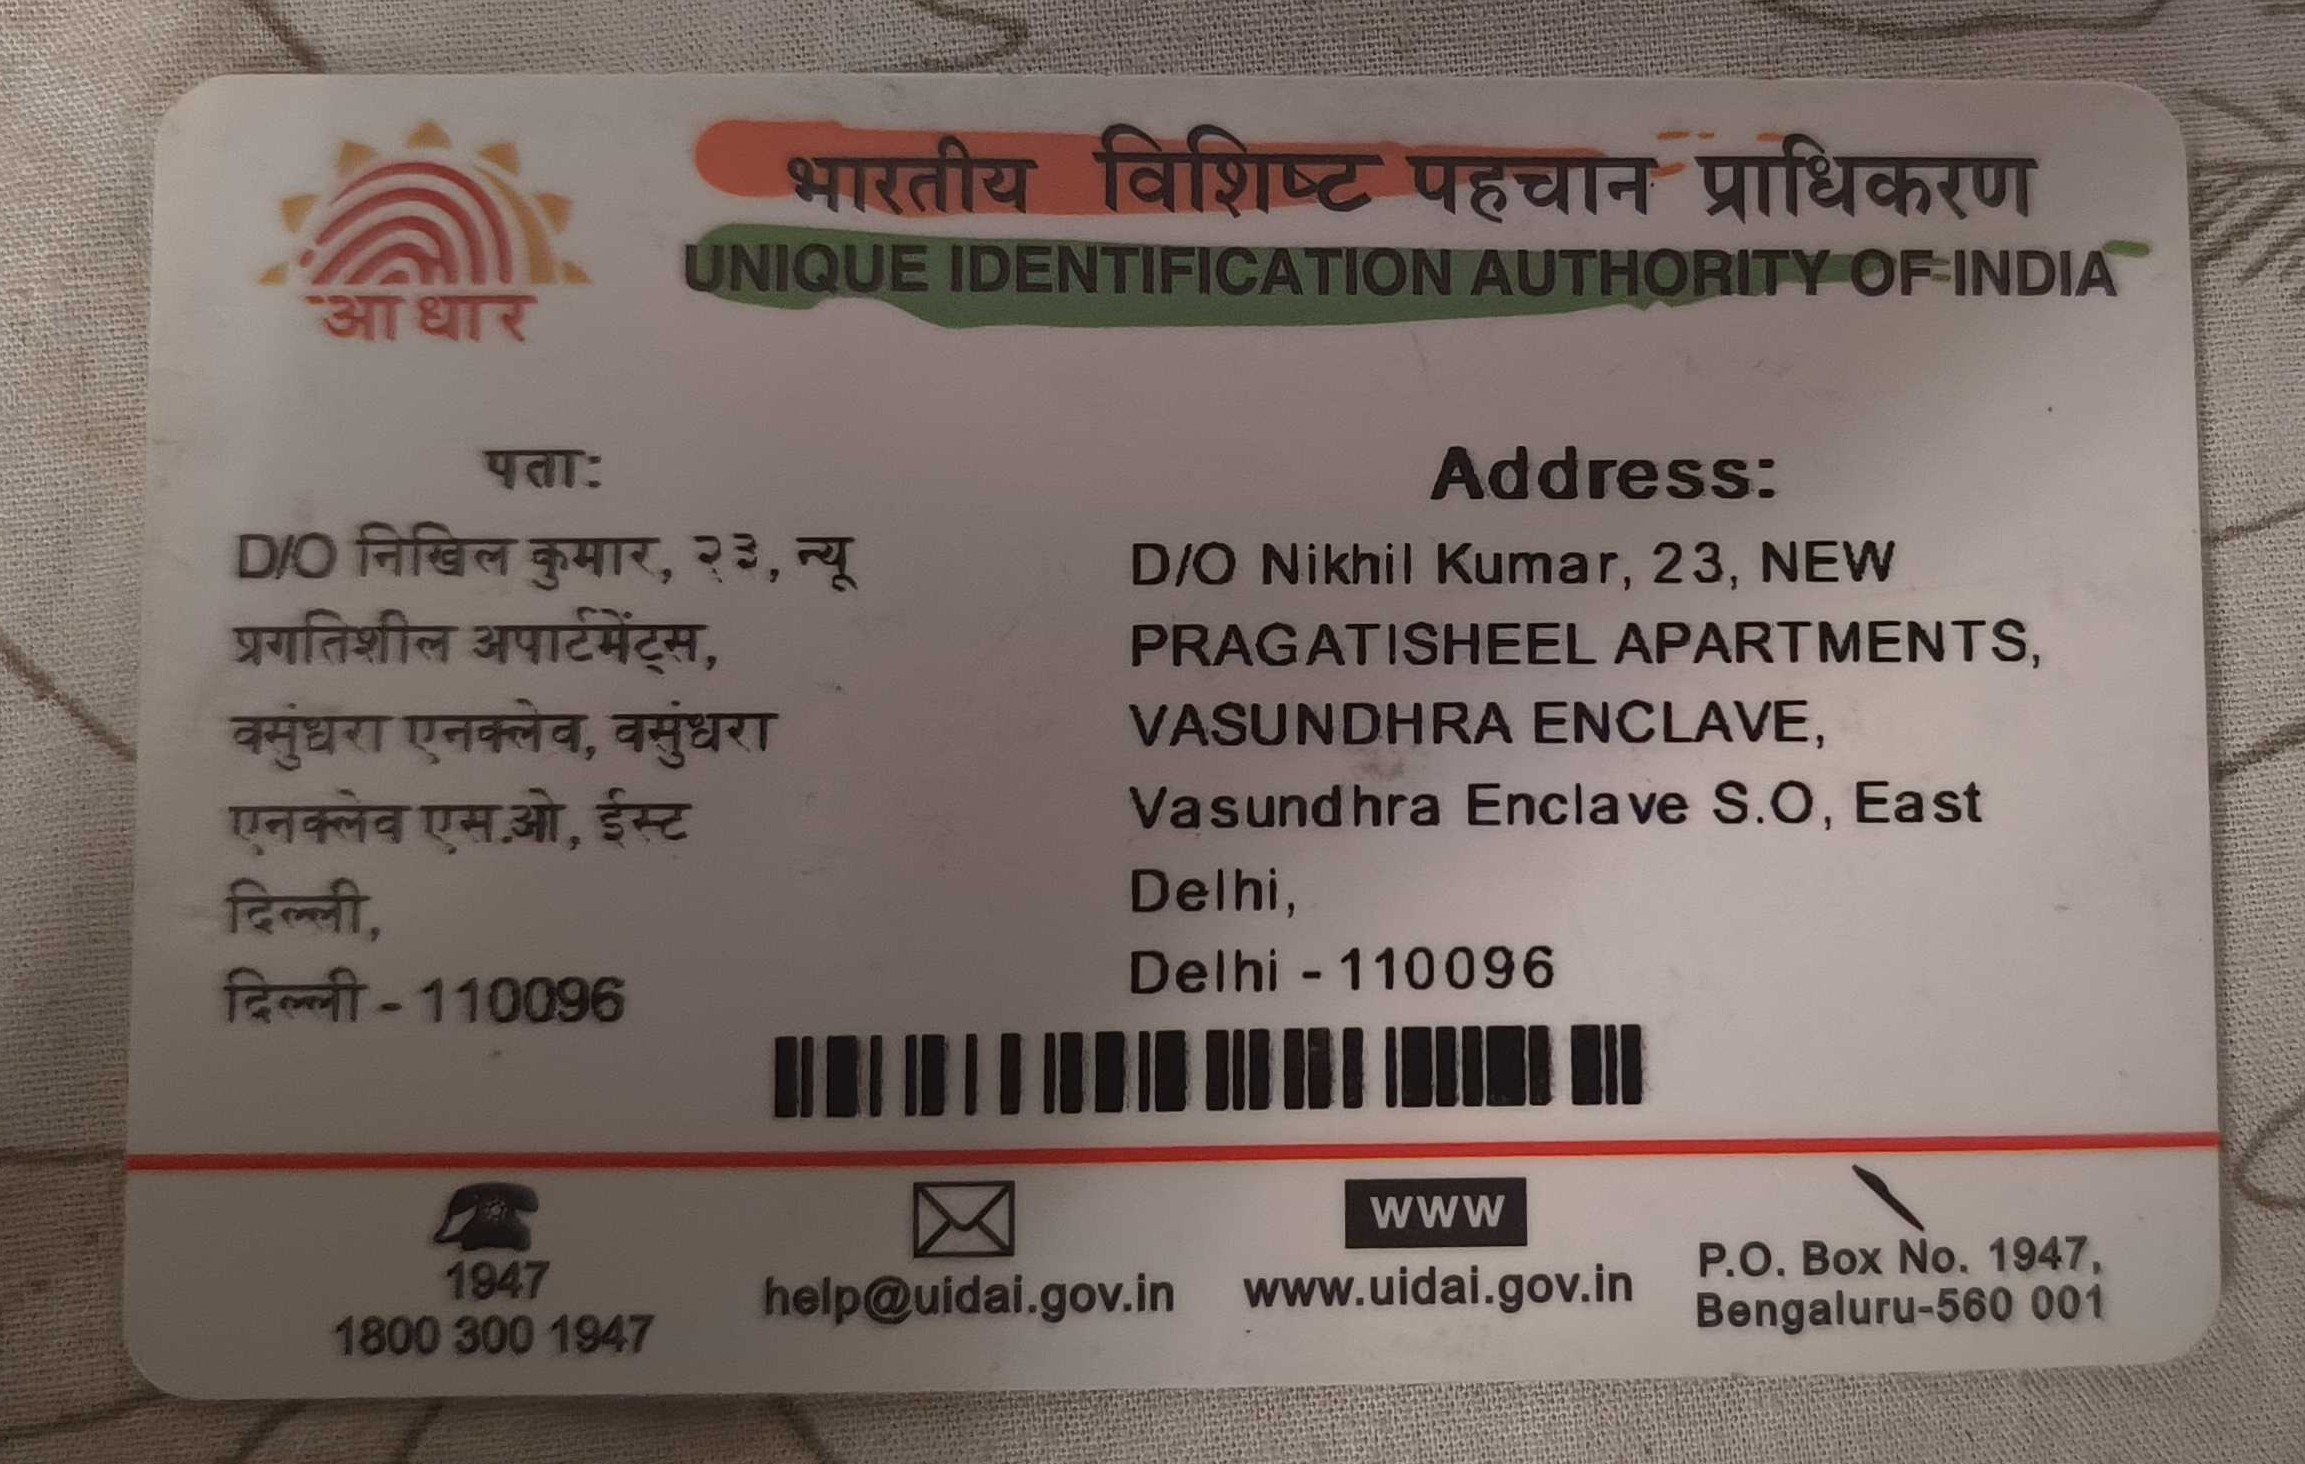 भारतीय विशिष्ट पहचान प्राधिकरण
UNIQUE IDENTIFICATION AUTHORITY OF INDIA
आधार
पता:
D/O निखिल कुमार, २३, न्यू
प्रगतिशील अपार्टमेंट्स,
वसुंधरा एनक्लेव, वसुंधरा
एनक्लेव एस.ओ, ईस्ट
दिल्ली,
दिल्ली - 110096
Address:
D/O Nikhil Kumar, 23, NEW
PRAGATISHEEL APARTMENTS,
VASUNDHRA ENCLAVE,
Vasundhra Enclave S.O, East
Delhi,
Delhi - 110096
1947
1800 300 1947
help@uidai.gov.in
www
www.uidai.gov.in
P.O. Box No. 1947,
Bengaluru-560 001